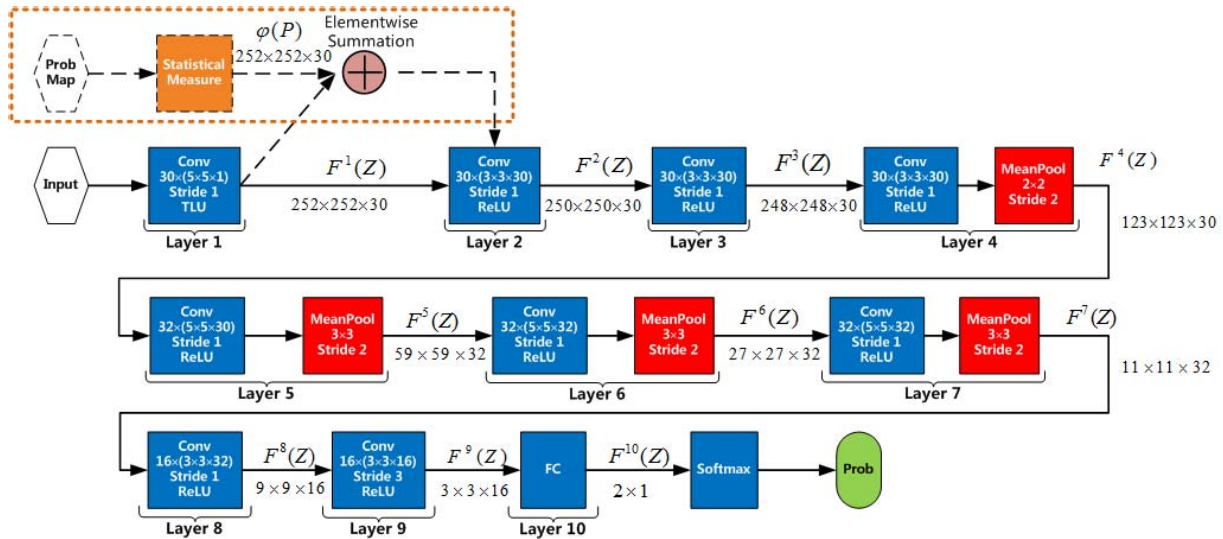 φ(P)
252×252×30
Elementwise
Summation
Prob
Map
Statistical
Measure
Input
Conv
30×(5×5×1)
Stride 1
TLU
Layer 1
F¹(Z)
252×252×30
Conv
30×(3×3×30)
Stride 1
ReLU
Layer 2
F²(Z)
250×250×30
Conv
30×(3×3×30)
Stride 1
ReLU
Layer 3
F³(Z)
248×248×30
Conv
30×(3×3×30)
Stride 1
ReLU
MeanPool
2×2
Stride 2
Layer 4
F⁴(Z)
123×123×30
Conv
32×(5×5×30)
Stride 1
ReLU
MeanPool
3×3
Stride 2
Layer 5
F⁵(Z)
59×59×32
Conv
32×(5×5×32)
Stride 1
ReLU
MeanPool
3×3
Stride 2
Layer 6
F⁶(Z)
27×27×32
Conv
32×(5×5×32)
Stride 1
ReLU
MeanPool
3×3
Stride 2
Layer 7
F⁷(Z)
11×11×32
Conv
16×(3×3×32)
Stride 1
ReLU
Layer 8
F⁸(Z)
9×9×16
Conv
16×(3×3×16)
Stride 3
ReLU
Layer 9
F⁹(Z)
3×3×16
FC
Layer 10
F¹⁰(Z)
2×1
Softmax
Prob